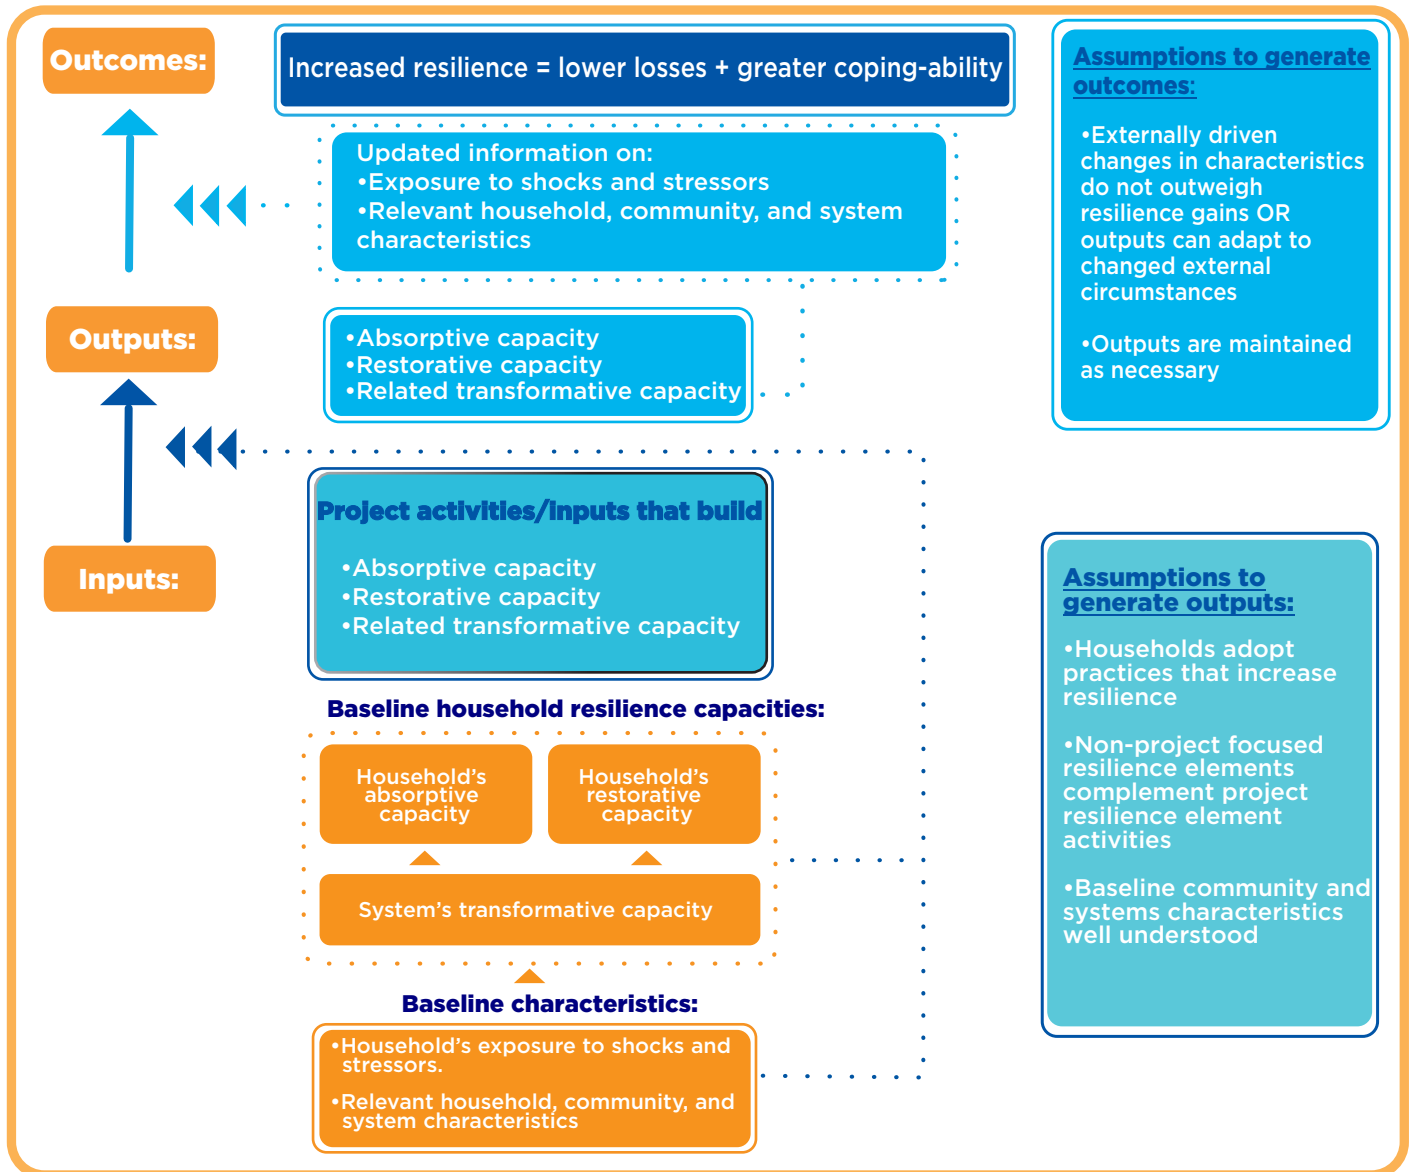 Outcomes:
Increased resilience = lower losses + greater coping-ability
Updated information on:
•Exposure to shocks and stressors
•Relevant household, community, and system
characteristics
Outputs:
•Absorptive capacity
•Restorative capacity
•Related transformative capacity
Inputs:
Project activities/inputs that build
•Absorptive capacity
•Restorative capacity
•Related transformative capacity
Baseline household resilience capacities:
Household’s
absorptive
capacity
Household’s
restorative
capacity
System’s transformative capacity
Baseline characteristics:
•Household’s exposure to shocks and
stressors.
•Relevant household, community, and
system characteristics
Assumptions to generate
outcomes:
•Externally driven
changes in characteristics
do not outweigh
resilience gains OR
outputs can adapt to
changed external
circumstances
•Outputs are maintained
as necessary
Assumptions to
generate outputs:
•Households adopt
practices that increase
resilience
•Non-project focused
resilience elements
complement project
resilience element
activities
•Baseline community and
systems characteristics
well understood